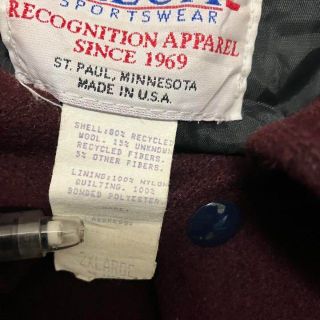 SPORTSWEAR
RECOGNITION APPAREL
SINCE 1969
ST. PAUL, MINNESOTA
MADE IN U.S.A.
SHELL:80% RECYCLED
WOOL. 15% UNKNOWN
RECYCLED FIBERS.
5% OTHER FIBERS.
LINING:100% NYLON
QUILTING. 100%
BONDED POLYESTER.
2XLARGE